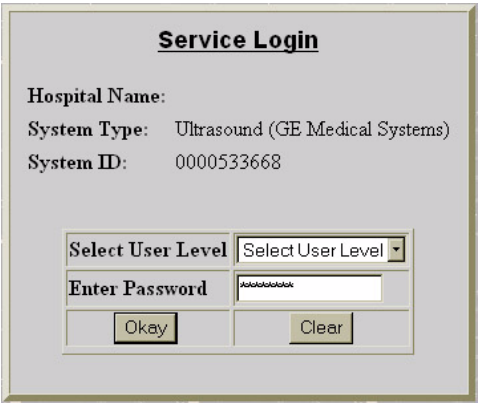 Service Login
Hospital Name:
System Type: Ultrasound (GE Medical Systems)
System ID: 0000533668
Select User Level Select User Level
Enter Password *********
Okay Clear